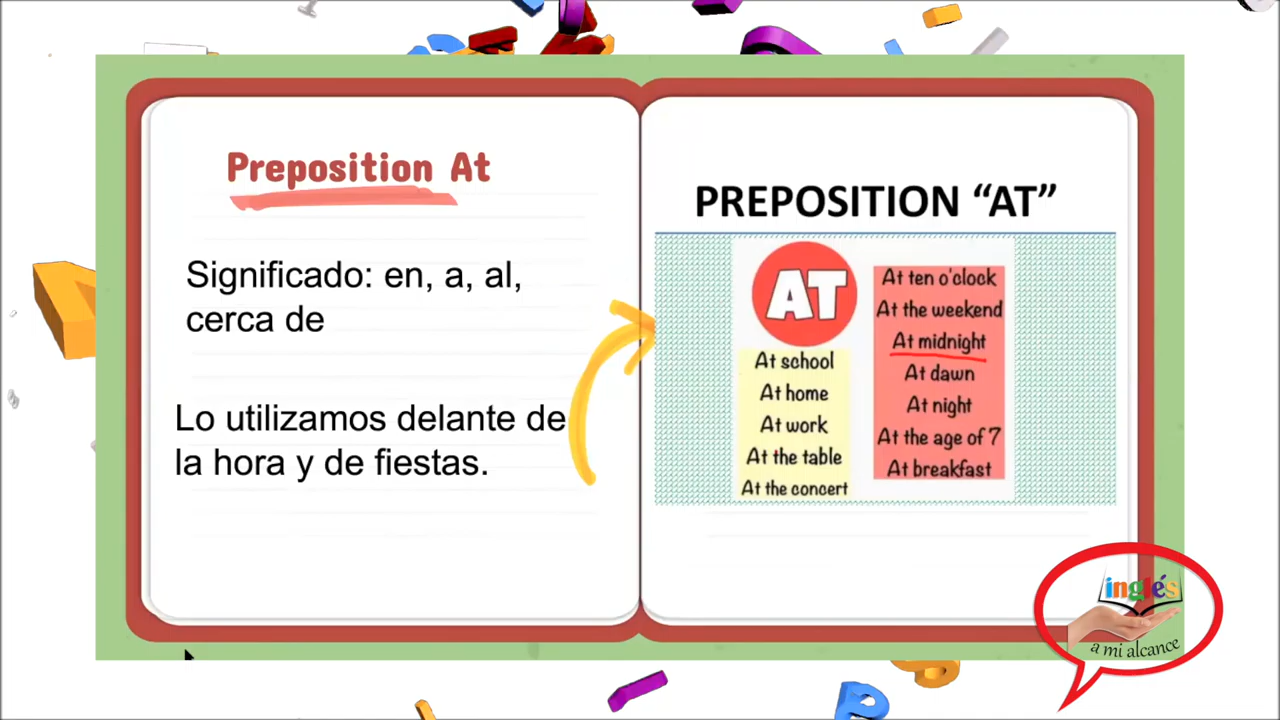 Preposition At
Significado: en, a, al,
cerca de
Lo utilizamos delante de
la hora y de fiestas.
PREPOSITION “AT”
AT
At school
At home
At work
At the table
At the concert
At ten o'clock
At the weekend
At midnight
At dawn
At night
At the age of 7
At breakfast
inglés
a mi alcance